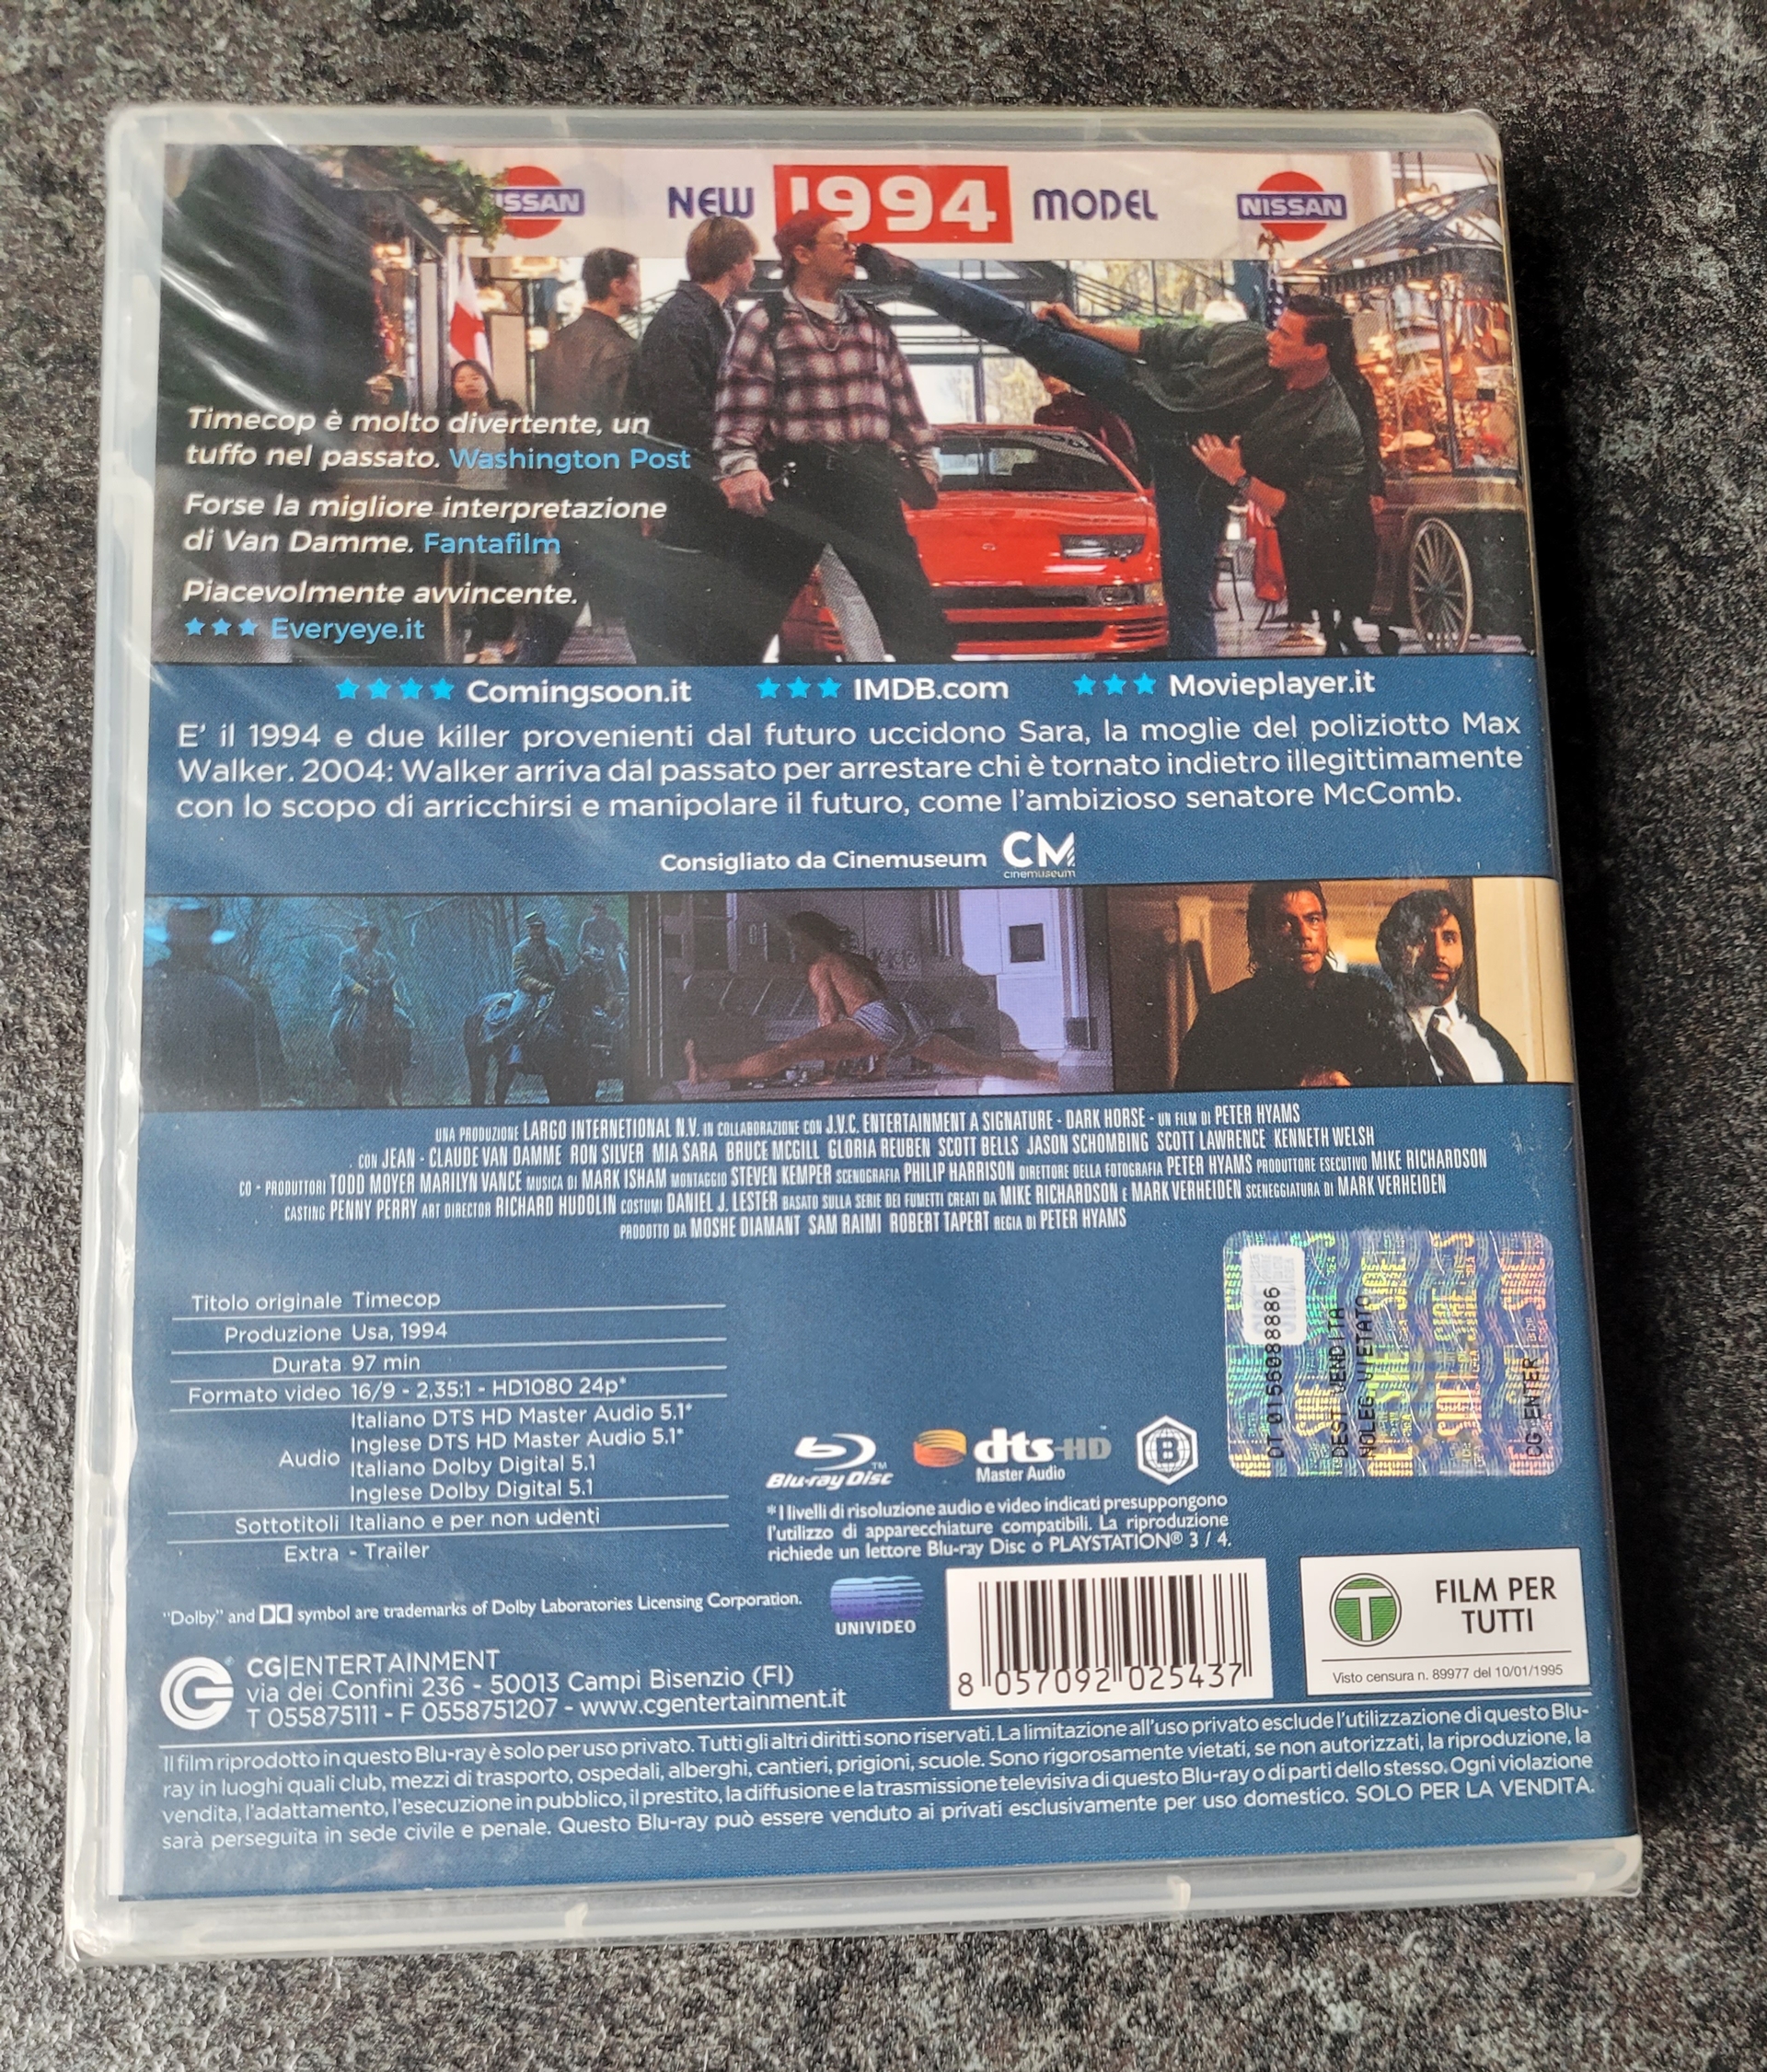 NISSAN NEW 1994 MODEL NISSAN
Timecop è molto divertente, un
tuffo nel passato. Washington Post
Forse la migliore interpretazione
di Van Damme. Fantafilm
Piacevolmente avvincente.
Everyeye.it
Comingsoon.it IMDB.com Movieplayer.it
E' il 1994 e due killer provenienti dal futuro uccidono Sara, la moglie del poliziotto Max
Walker. 2004: Walker arriva dal passato per arrestare chi è tornato indietro illegittimamente
con lo scopo di arricchirsi e manipolare il futuro, come l'ambizioso senatore McComb.
Consigliato da Cinemuseum CM
cinemuseum
UNA PRODUZIONE LARGO INTERNETIONAL N.V. IN COLLABORAZIONE CON J.V.C. ENTERTAINMENT A SIGNATURE - DARK HORSE - UN FILM DI PETER HYAMS
. CON JEAN - CLAUDE VAN DAMME RON SILVER MIA SARA BRUCE MCGILL GLORIA REUBEN SCOTT BELLS JASON SCHOMBING SCOTT LAWRENCE KENNETH WELSH
CO - PRODUTTORI TODD MOYER MARILYN VANCE MUSICA DI MARK ISHAM MONTAGGIO STEVEN KEMPER SCENOGRAFIA PHILIP HARRISON DIRETTORE DELLA FOTOGRAFIA PETER HYAMS PRODUTTORE ESECUTIVO MIKE RICHARDSON
CASTING PENNY PERRY ART DIRECTOR RICHARD HUDOLIN COSTUMI DANIEL J. LESTER BASATO SULLA SERIE DEI FUMETTI CREATI DA MIKE RICHARDSON E MARK VERHEIDEN SCENEGGIATURA DI MARK VERHEIDEN
PRODOTTO DA MOSHE DIAMANT SAM RAIMI ROBERT TAPERT REGIA DI PETER HYAMS
Titolo originale Timecop
Produzione Usa, 1994
Durata 97 min
Formato video 16/9 - 2,35:1 - HD1080 24p*
Audio Italiano DTS HD Master Audio 5.1*
Inglese DTS HD Master Audio 5.1*
Italiano Dolby Digital 5.1
Inglese Dolby Digital 5.1
Sottotitoli Italiano e per non udenti
Extra - Trailer
Blu-ray Disc TM
dts-HD
Master Audio
B
DEST VENDITA
NOLEG VIETATO
CG ENTER
* I livelli di risoluzione audio e video indicati presuppongono
l'utilizzo di apparecchiature compatibili. La riproduzione
richiede un lettore Blu-ray Disc o PLAYSTATION® 3 / 4.
"Dolby" and symbol are trademarks of Dolby Laboratories Licensing Corporation.
UNIVIDEO
8 057092 025437
T FILM PER
TUTTI
Visto censura n. 89977 del 10/01/1995
CG|ENTERTAINMENT
via dei Confini 236 - 50013 Campi Bisenzio (FI)
T 055875111 - F 0558751207 - www.cgentertainment.it
Il film riprodotto in questo Blu-ray è solo per uso privato. Tutti gli altri diritti sono riservati. La limitazione all'uso privato esclude l'utilizzazione di questo Blu-
ray in luoghi quali club, mezzi di trasporto, ospedali, alberghi, cantieri, prigioni, scuole. Sono rigorosamente vietati, se non autorizzati, la riproduzione, la
vendita, l'adattamento, l'esecuzione in pubblico, il prestito, la diffusione e la trasmissione televisiva di questo Blu-ray o di parti dello stesso. Ogni violazione
sarà perseguita in sede civile e penale. Questo Blu-ray può essere venduto ai privati esclusivamente per uso domestico. SOLO PER LA VENDITA.